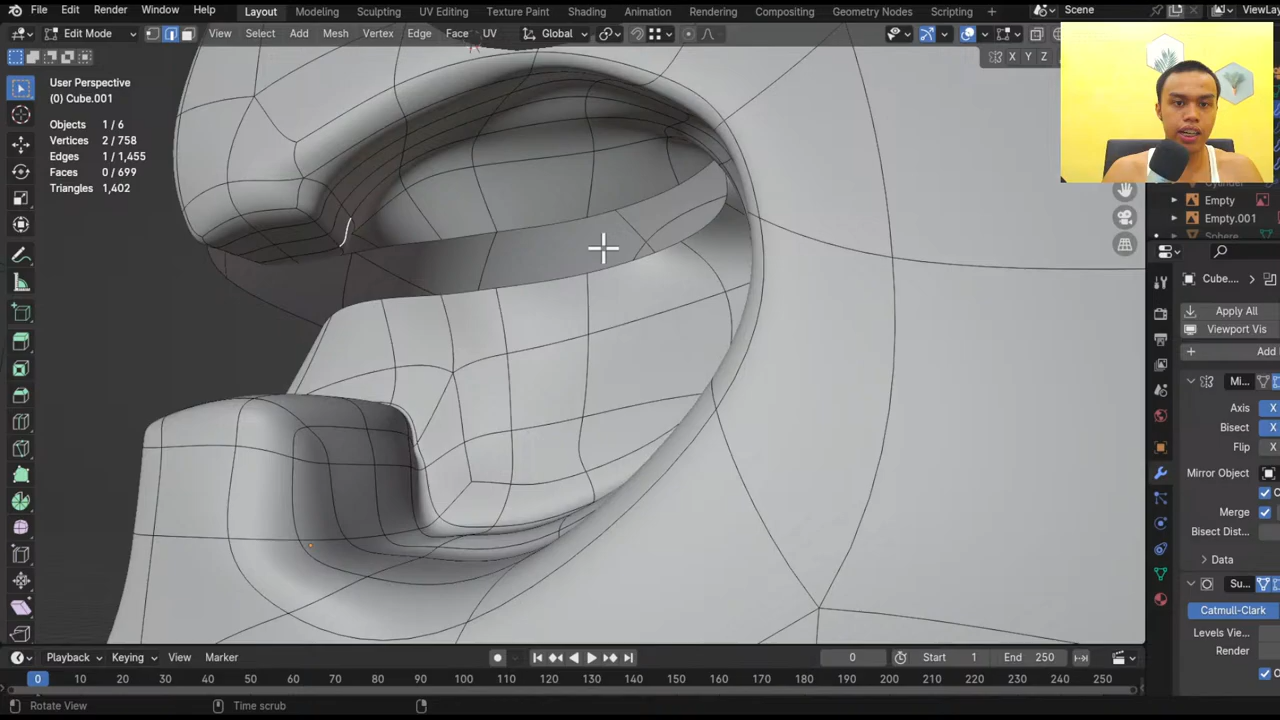 File Edit Render Window Help Layout Modeling Sculpting UV Editing Texture Paint Shading Animation Rendering Compositing Geometry Nodes Scripting Scene ViewLa
Edit Mode View Select Add Mesh Vertex Edge Face UV Global
X Y Z
User Perspective
(0) Cube.001
Objects 1 / 6
Vertices 2 / 758
Edges 1 / 1,455
Faces 0 / 699
Triangles 1,402
Cylinder
Empty
Empty.001
Sphere
Cube....
Apply All
Viewport Vis
Add
Mi...
Axis X
Bisect X
Flip X
Mirror Object
Merge
Bisect Dist...
Data
Su...
Catmull-Clark
Levels Vie...
Render
Playback Keying View Marker 0 Start 1 End 250
0 10 20 30 40 50 60 70 80 90 100 110 120 130 140 150 160 170 180 190 200 210 220 230 240 250
Rotate View Time scrub